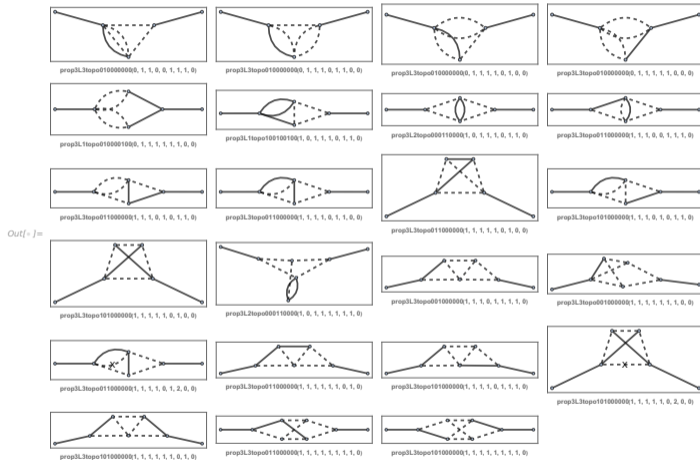 prop3L3topo010000000(0, 1, 1, 0, 0, 1, 1, 1, 0)
prop3L3topo010000000(0, 1, 1, 0, 1, 1, 1, 0, 0)
prop3L3topo010000000(0, 1, 1, 1, 0, 1, 1, 0, 0)
prop3L3topo010000000(0, 1, 1, 1, 1, 0, 1, 0, 0)
prop3L1topo010000100(0, 1, 1, 1, 1, 1, 1, 0, 0)
prop3L1topo100100100(1, 0, 1, 1, 1, 1, 1, 0, 0)
prop3L2topo000110000(1, 0, 1, 1, 1, 1, 0, 1, 0)
prop3L3topo011000000(1, 1, 1, 0, 0, 1, 1, 1, 0)
prop3L3topo011000000(1, 1, 1, 0, 1, 1, 1, 0, 0)
prop3L3topo011000000(1, 1, 1, 1, 0, 1, 1, 0, 0)
prop3L3topo011000000(1, 1, 1, 1, 1, 0, 1, 0, 0)
prop3L3topo101000000(1, 1, 1, 1, 0, 1, 1, 0, 0)
Out[◦]=
prop3L3topo101000000(1, 1, 1, 1, 1, 0, 1, 0, 0)
prop3L2topo000110000(1, 0, 1, 1, 1, 1, 1, 1, 0)
prop3L3topo001000000(1, 1, 1, 0, 1, 1, 1, 1, 0)
prop3L3topo001000000(1, 1, 1, 1, 1, 1, 1, 0, 0)
prop3L3topo011000000(1, 1, 1, 1, 0, 1, 2, 0, 0)
prop3L3topo011000000(1, 1, 1, 1, 1, 0, 1, 1, 0)
prop3L3topo101000000(1, 1, 1, 0, 1, 1, 1, 1, 0)
prop3L3topo101000000(1, 1, 1, 1, 1, 0, 2, 0, 0)
prop3L3topo101000000(1, 1, 1, 1, 1, 0, 1, 1, 0)
prop3L3topo011000000(1, 1, 1, 1, 1, 1, 1, 1, 0)
prop3L3topo101000000(1, 1, 1, 1, 1, 1, 1, 1, 0)